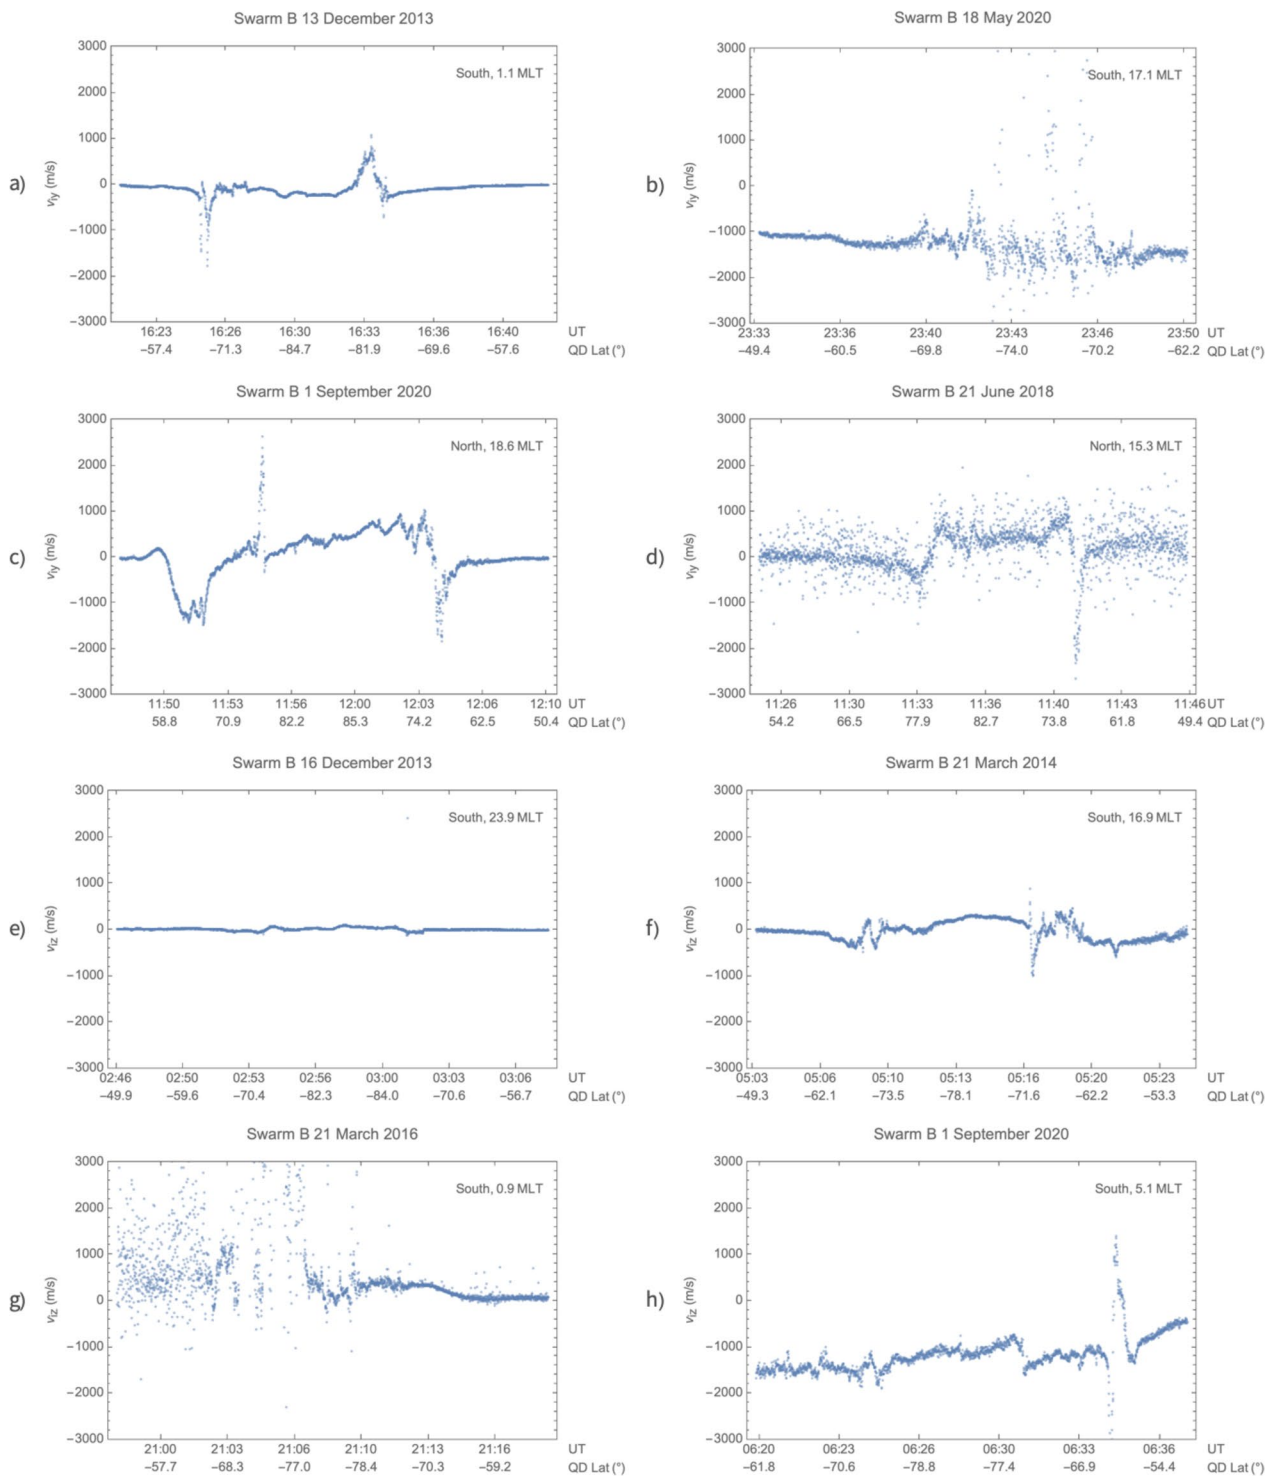 Swarm B 13 December 2013
3000
2000
1000
0
−1000
−2000
−3000
South, 1.1 MLT
a)
viy (m/s)
16:23 16:26 16:30 16:33 16:36 16:40 UT
−57.4 −71.3 −84.7 −81.9 −69.6 −57.6 QD Lat (°)
Swarm B 18 May 2020
3000
2000
1000
0
−1000
−2000
−3000
South, 17.1 MLT
b)
viy (m/s)
23:33 23:36 23:40 23:43 23:46 23:50 UT
−49.4 −60.5 −69.8 −74.0 −70.2 −62.2 QD Lat (°)
Swarm B 1 September 2020
3000
2000
1000
0
−1000
−2000
−3000
North, 18.6 MLT
c)
viy (m/s)
11:50 11:53 11:56 12:00 12:03 12:06 12:10 UT
58.8 70.9 82.2 85.3 74.2 62.5 50.4 QD Lat (°)
Swarm B 21 June 2018
3000
2000
1000
0
−1000
−2000
−3000
North, 15.3 MLT
d)
viy (m/s)
11:26 11:30 11:33 11:36 11:40 11:43 11:46 UT
54.2 66.5 77.9 82.7 73.8 61.8 49.4 QD Lat (°)
Swarm B 16 December 2013
3000
2000
1000
0
−1000
−2000
−3000
South, 23.9 MLT
e)
viz (m/s)
02:46 02:50 02:53 02:56 03:00 03:03 03:06 UT
−49.9 −59.6 −70.4 −82.3 −84.0 −70.6 −56.7 QD Lat (°)
Swarm B 21 March 2014
3000
2000
1000
0
−1000
−2000
−3000
South, 16.9 MLT
f)
viz (m/s)
05:03 05:06 05:10 05:13 05:16 05:20 05:23 UT
−49.3 −62.1 −73.5 −78.1 −71.6 −62.2 −53.3 QD Lat (°)
Swarm B 21 March 2016
3000
2000
1000
0
−1000
−2000
−3000
South, 0.9 MLT
g)
viz (m/s)
21:00 21:03 21:06 21:10 21:13 21:16 UT
−57.7 −68.3 −77.0 −78.4 −70.3 −59.2 QD Lat (°)
Swarm B 1 September 2020
3000
2000
1000
0
−1000
−2000
−3000
South, 5.1 MLT
h)
viz (m/s)
06:20 06:23 06:26 06:30 06:33 06:36 UT
−61.8 −70.6 −78.8 −77.4 −66.9 −54.4 QD Lat (°)